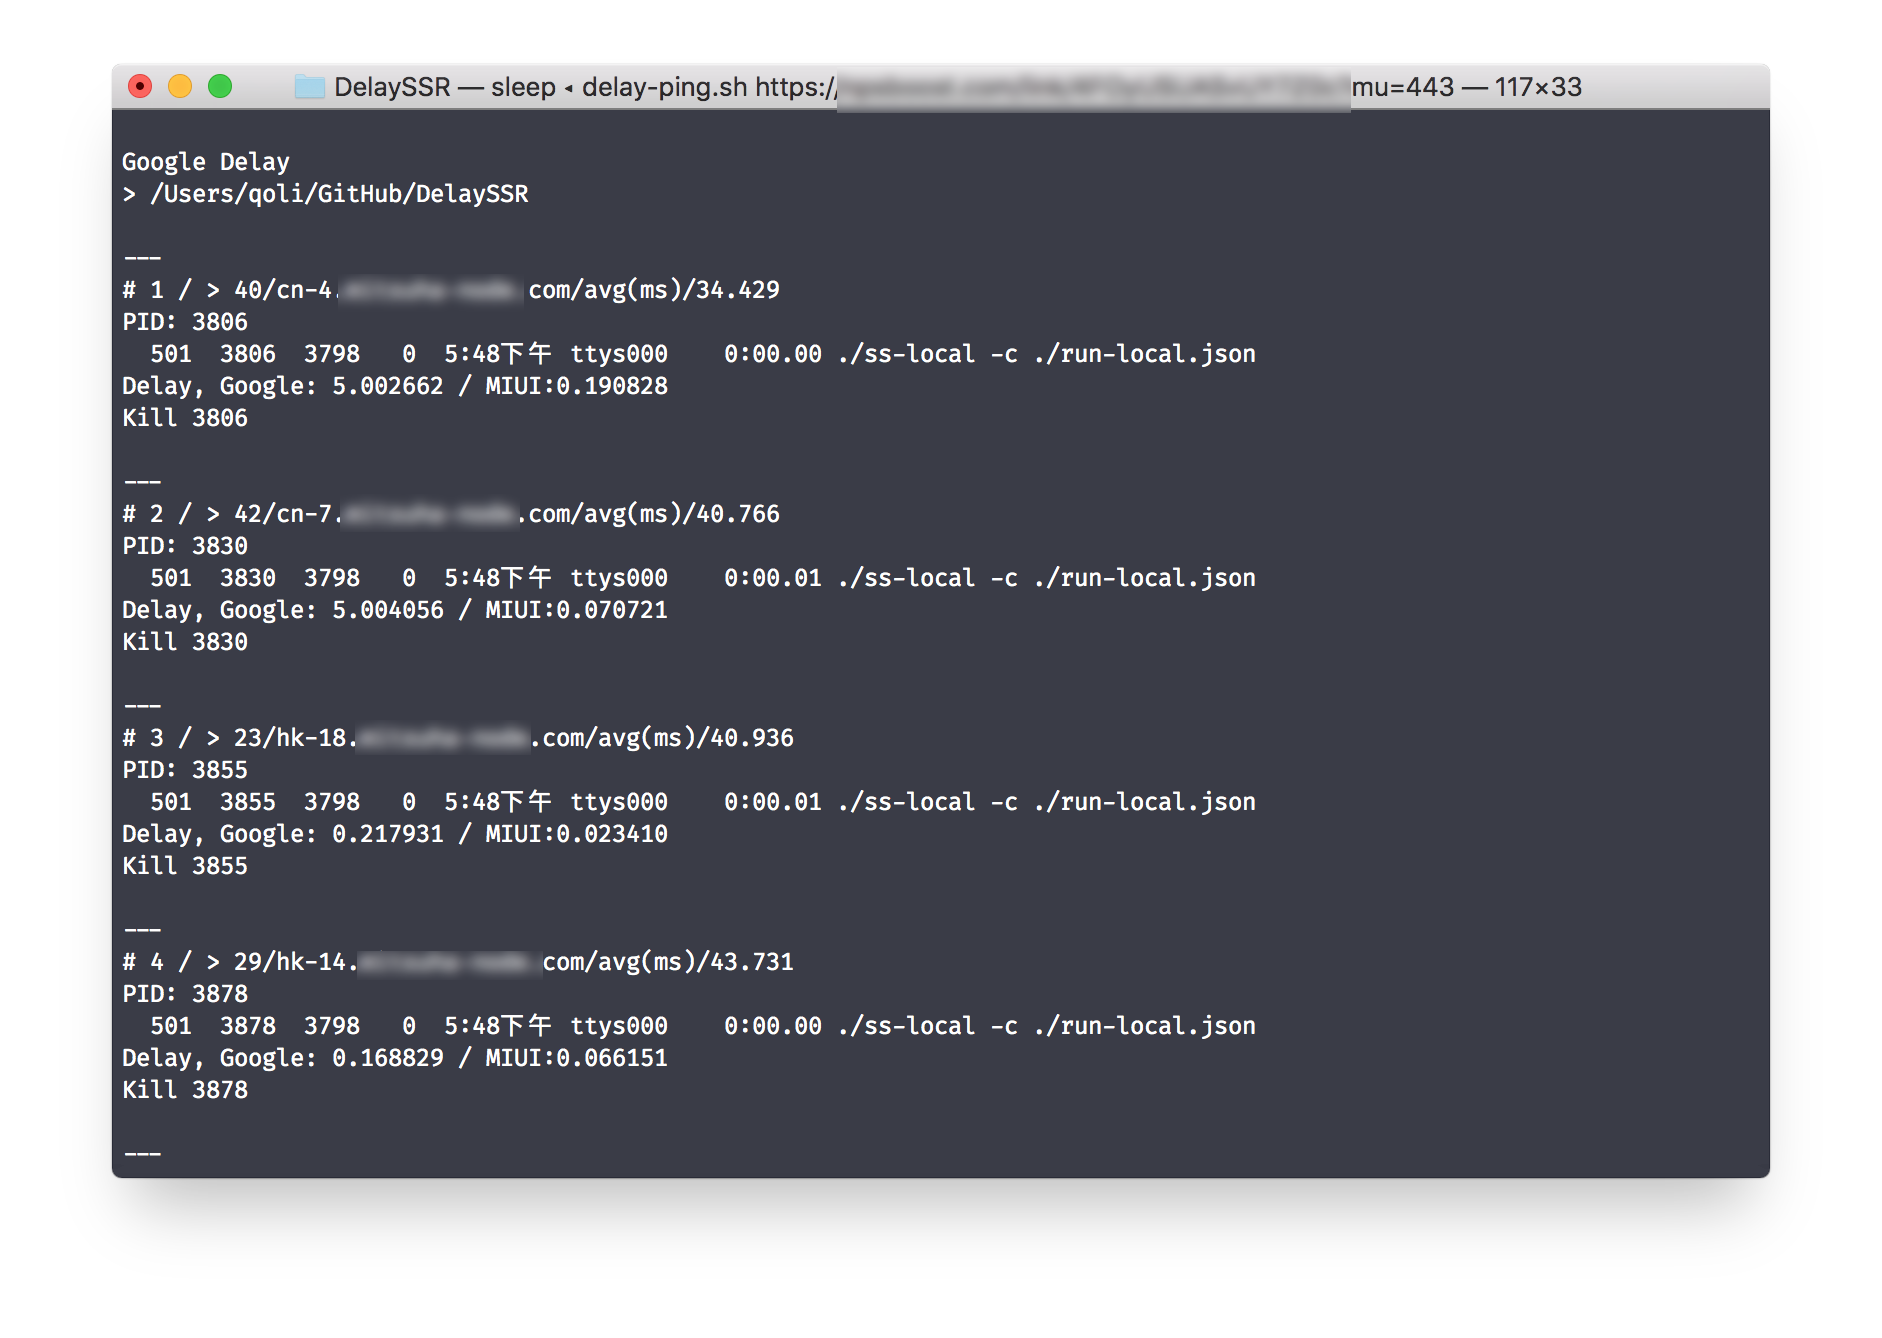 DelaySSR — sleep ◂ delay-ping.sh https:/ mu=443 — 117×33
Google Delay
> /Users/qoli/GitHub/DelaySSR
---
# 1 / > 40/cn-4. com/avg(ms)/34.429
PID: 3806
501 3806 3798 0 5:48下午 ttys000 0:00.00 ./ss-local -c ./run-local.json
Delay, Google: 5.002662 / MIUI:0.190828
Kill 3806
---
# 2 / > 42/cn-7. .com/avg(ms)/40.766
PID: 3830
501 3830 3798 0 5:48下午 ttys000 0:00.01 ./ss-local -c ./run-local.json
Delay, Google: 5.004056 / MIUI:0.070721
Kill 3830
---
# 3 / > 23/hk-18. .com/avg(ms)/40.936
PID: 3855
501 3855 3798 0 5:48下午 ttys000 0:00.01 ./ss-local -c ./run-local.json
Delay, Google: 0.217931 / MIUI:0.023410
Kill 3855
---
# 4 / > 29/hk-14. com/avg(ms)/43.731
PID: 3878
501 3878 3798 0 5:48下午 ttys000 0:00.00 ./ss-local -c ./run-local.json
Delay, Google: 0.168829 / MIUI:0.066151
Kill 3878
---